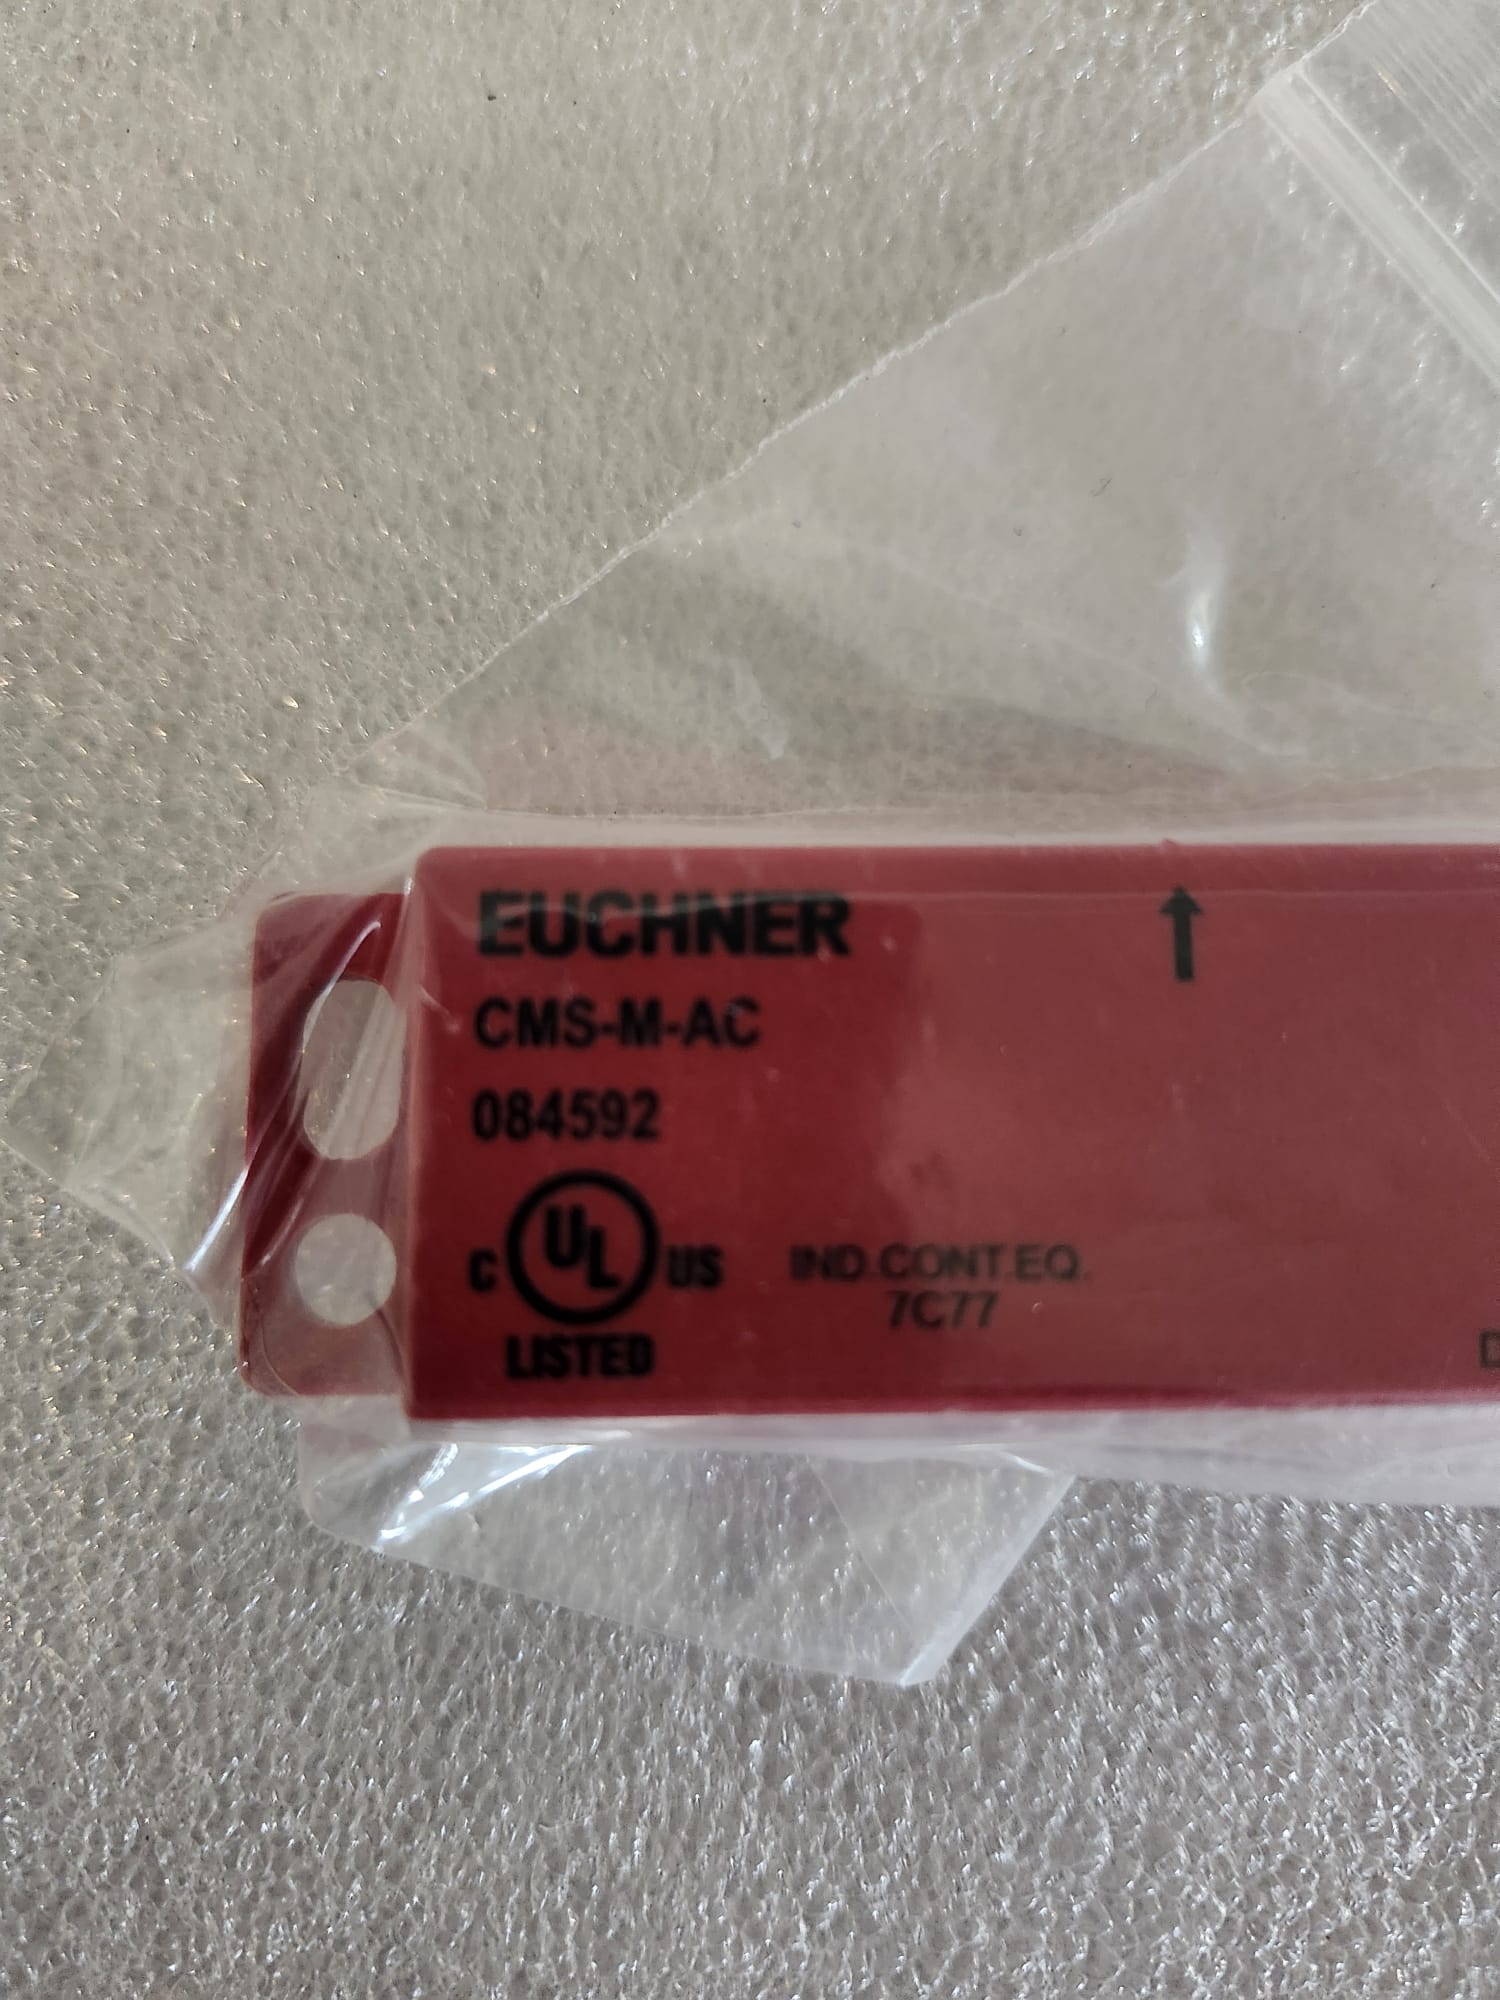 EUCHNER
CMS-M-AC
084592
C UL US
LISTED
IND.CONT.EQ.
7C77